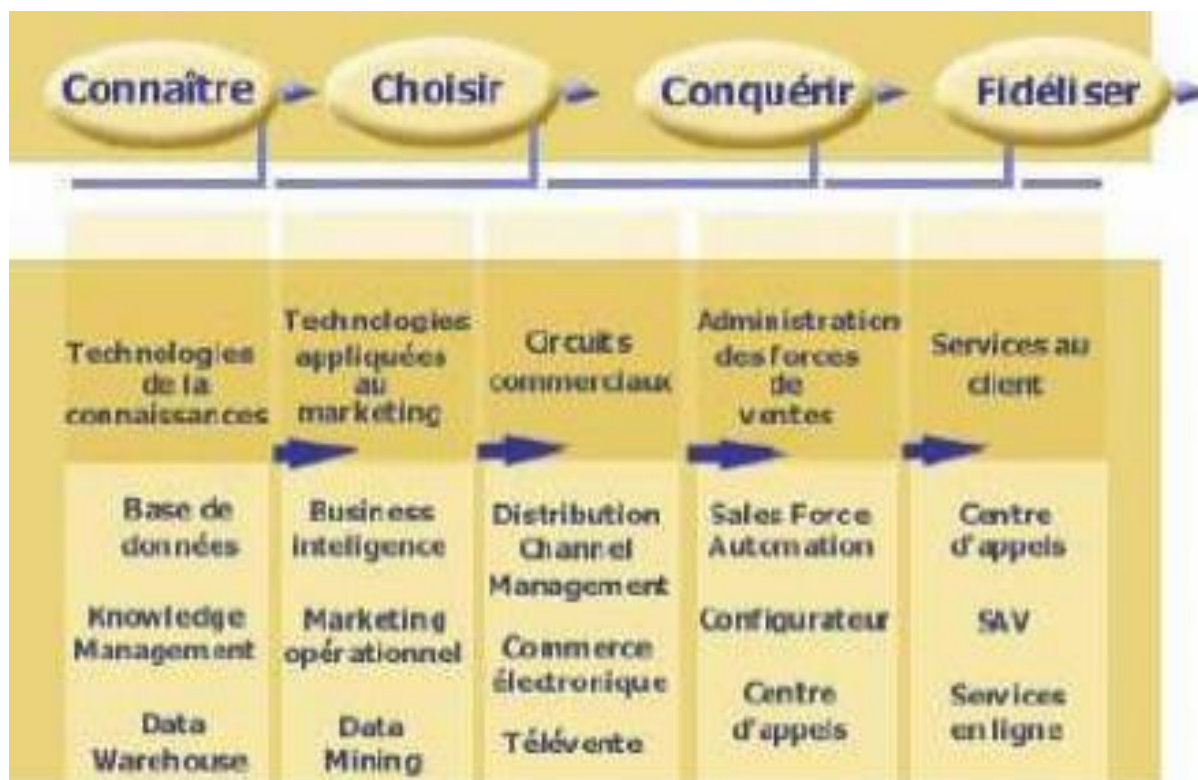 Connaître
Choisir
Conquérir
Fidéliser
Technologies
de la
connaissances
Technologies
appliquées
au
marketing
Circuits
commerciaux
Administration
des forces
de
ventes
Services au
client
Base de
données
Knowledge
Management
Data
Warehouse
Business
inteligence
Marketing
opérationnel
Data
Mining
Distribution
Channel
Management
Commerce
électronique
Télévente
Sales Force
Automation
Configurateur
Centre
d'appels
Centre
d'appels
SAV
Services
en ligne